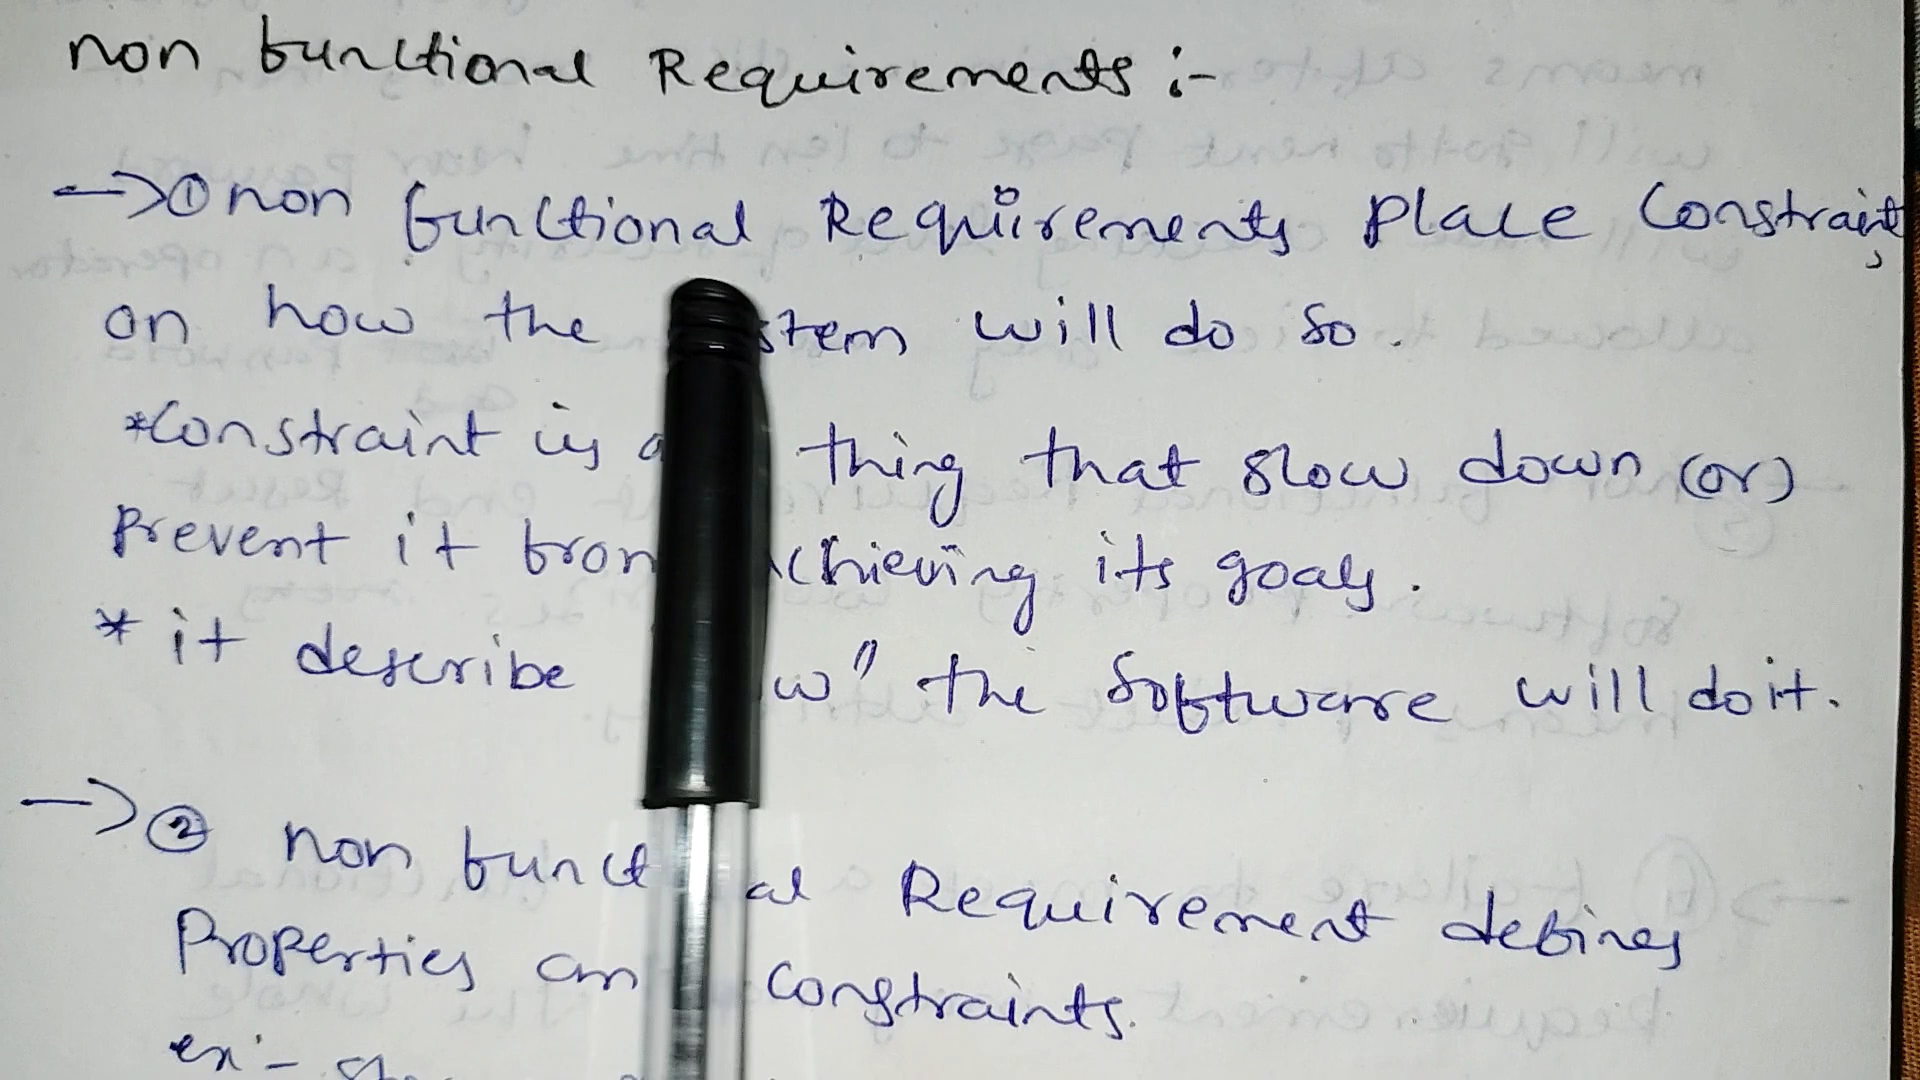 non functional Requirements :-
→ ① non functional Requirements place Constraints
on how the stem will do so.
*Constraint is a thing that slow down (or)
Prevent it from chieving its goals.
* it describe w" the Software will do it.
→ ② non funct al Requirement defines
Properties an Constraints.
ex:-